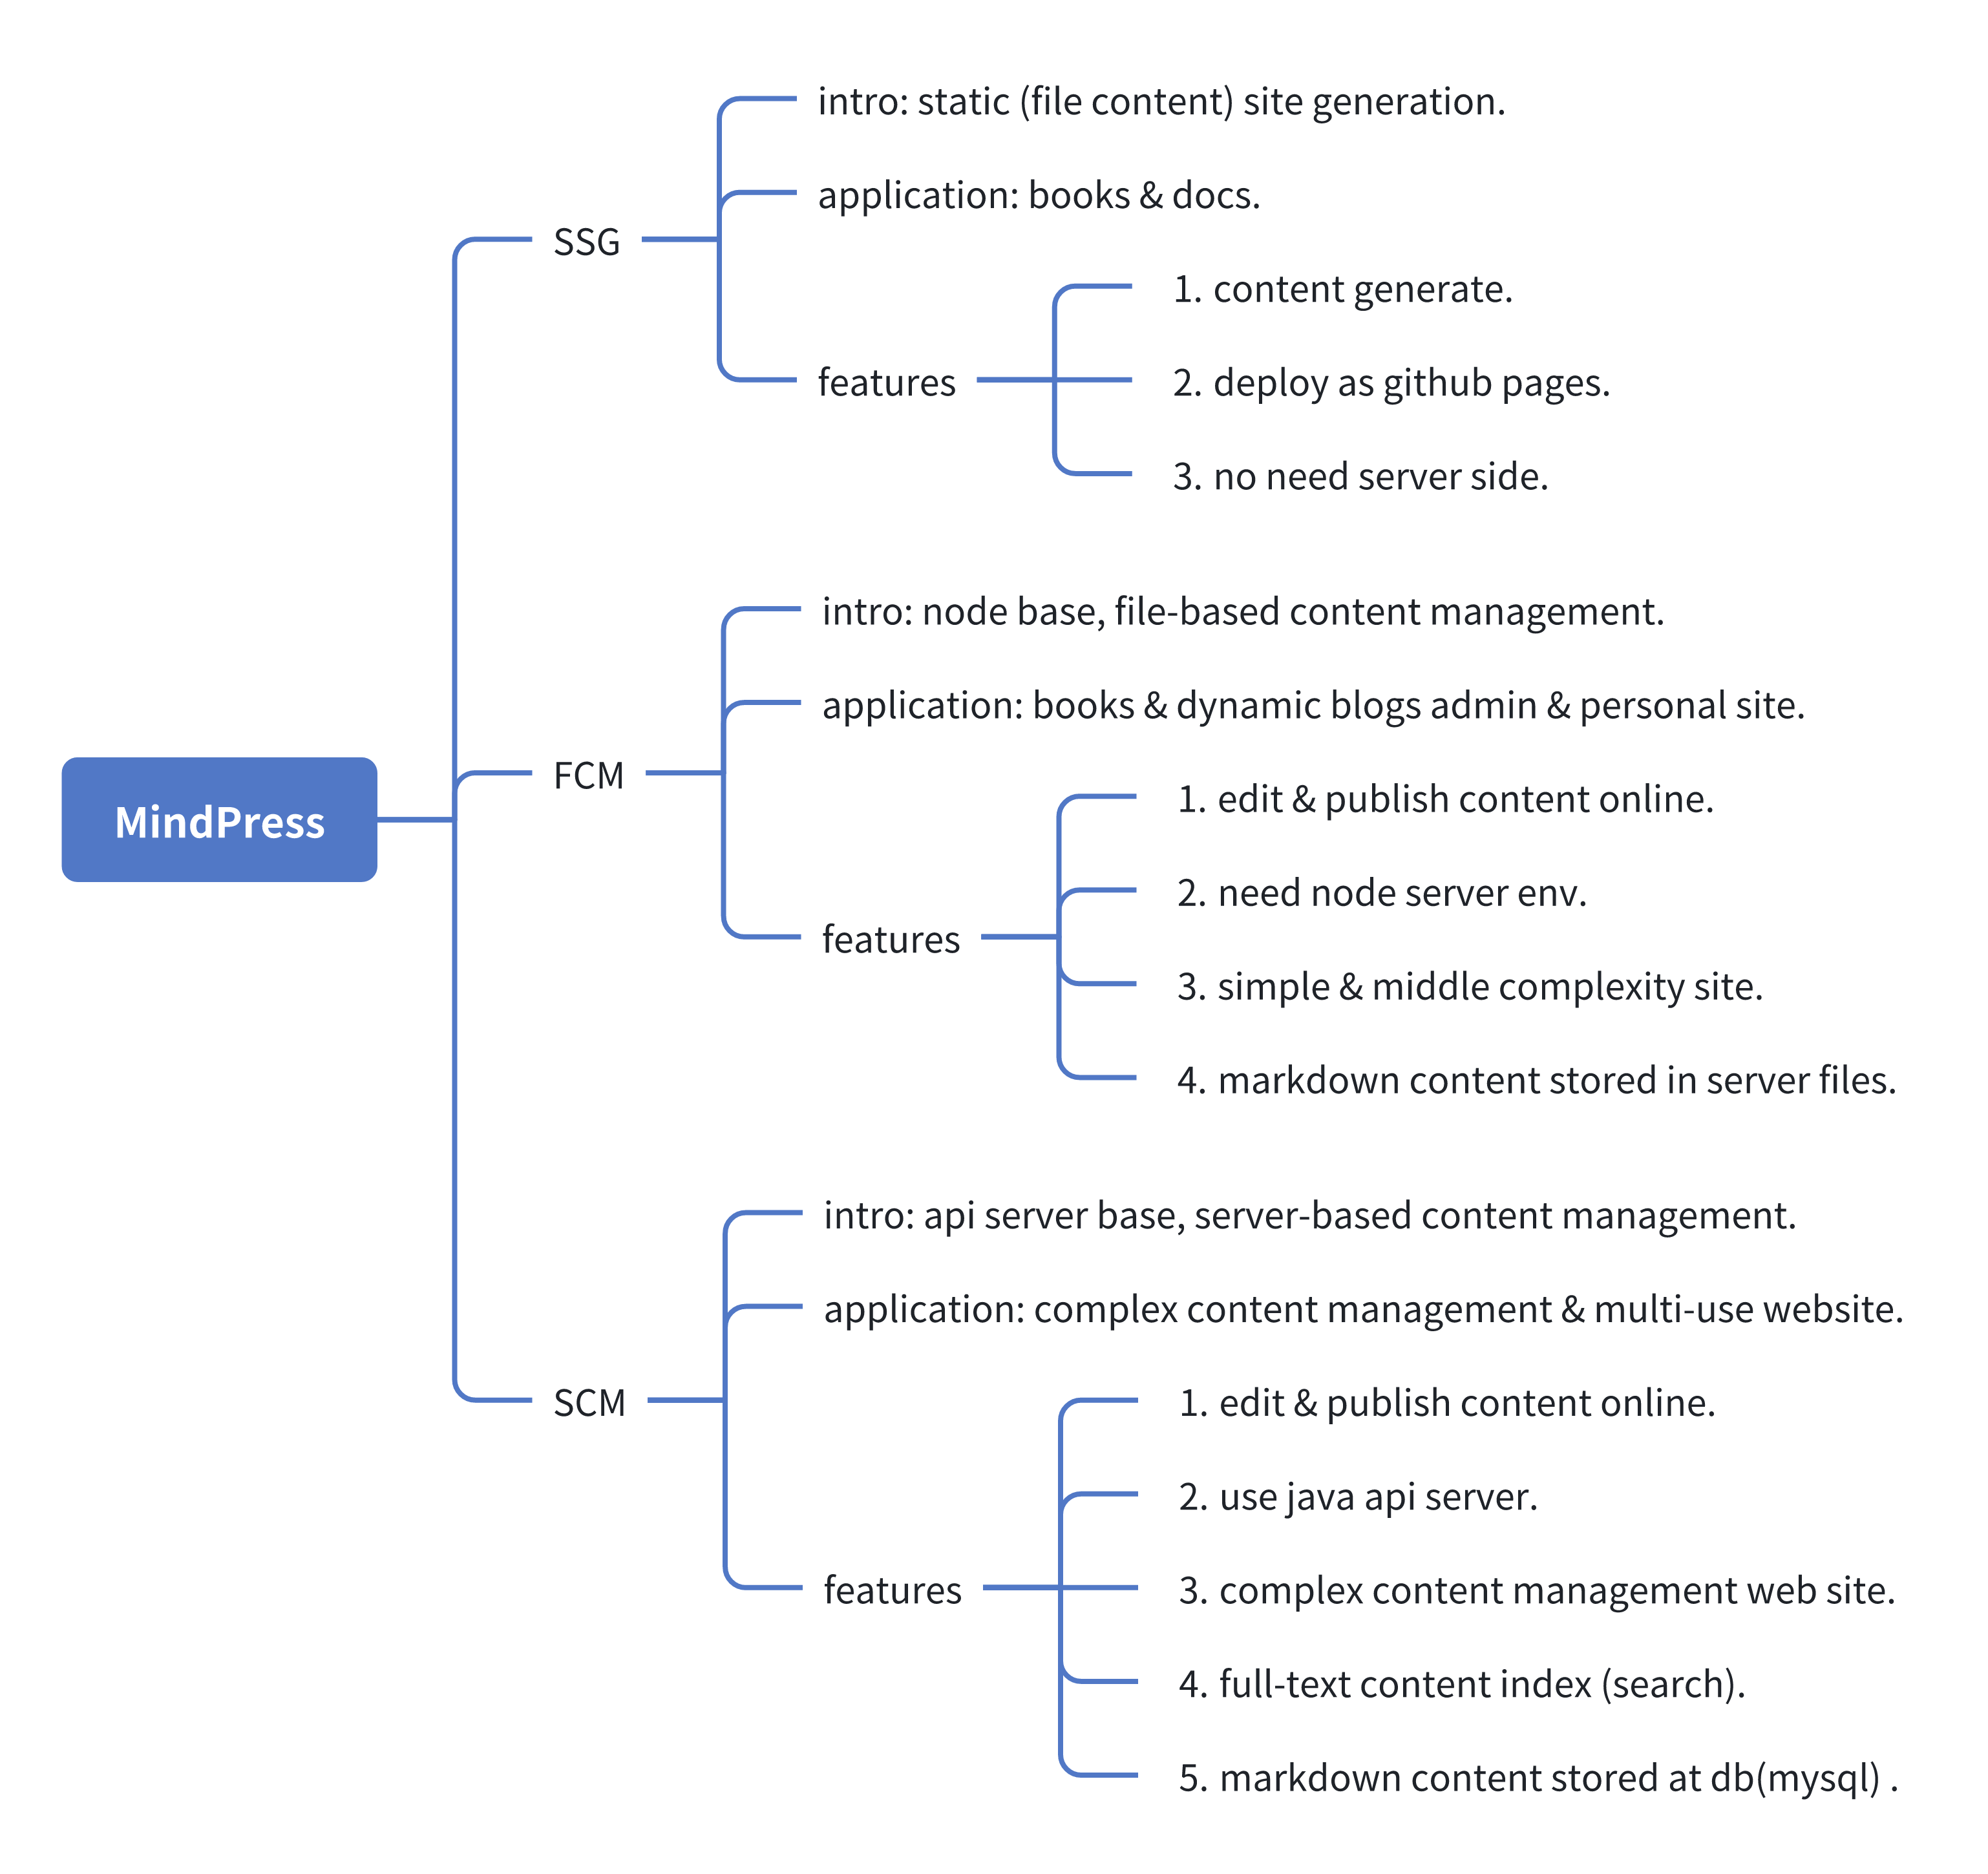 MindPress
SSG
intro: static (file content) site generation.
application: books & docs.
features
1. content generate.
2. deploy as github pages.
3. no need server side.
FCM
intro: node base, file-based content management.
application: books & dynamic blogs admin & personal site.
features
1. edit & publish content online.
2. need node server env.
3. simple & middle complexity site.
4. markdown content stored in server files.
SCM
intro: api server base, server-based content management.
application: complex content management & multi-use website.
features
1. edit & publish content online.
2. use java api server.
3. complex content management web site.
4. full-text content index (search).
5. markdown content stored at db(mysql) .